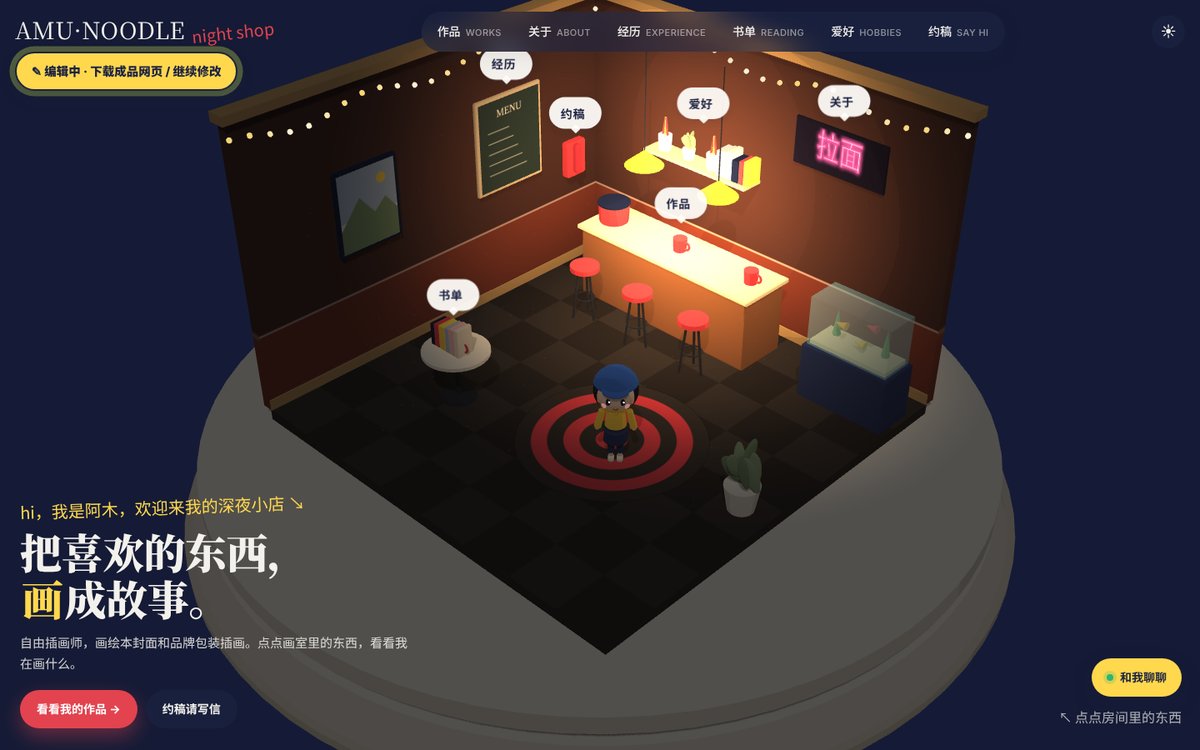 AMU·NOODLE night shop
作品 WORKS 关于 ABOUT 经历 EXPERIENCE 书单 READING 爱好 HOBBIES 约稿 SAY HI
✎ 编辑中 · 下载成品网页 / 继续修改
经历
MENU
约稿
爱好
关于
拉面
作品
书单
hi，我是阿木，欢迎来我的深夜小店 ↘
把喜欢的东西，
画成故事。
自由插画师，画绘本封面和品牌包装插画。点点画室里的东西，看看我
在画什么。
看看我的作品 →
约稿请写信
和我聊聊
↖ 点点房间里的东西